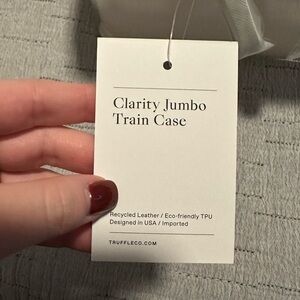 Clarity Jumbo
Train Case
Recycled Leather / Eco-friendly TPU
Designed in USA / Imported
TRUFFLECO.COM